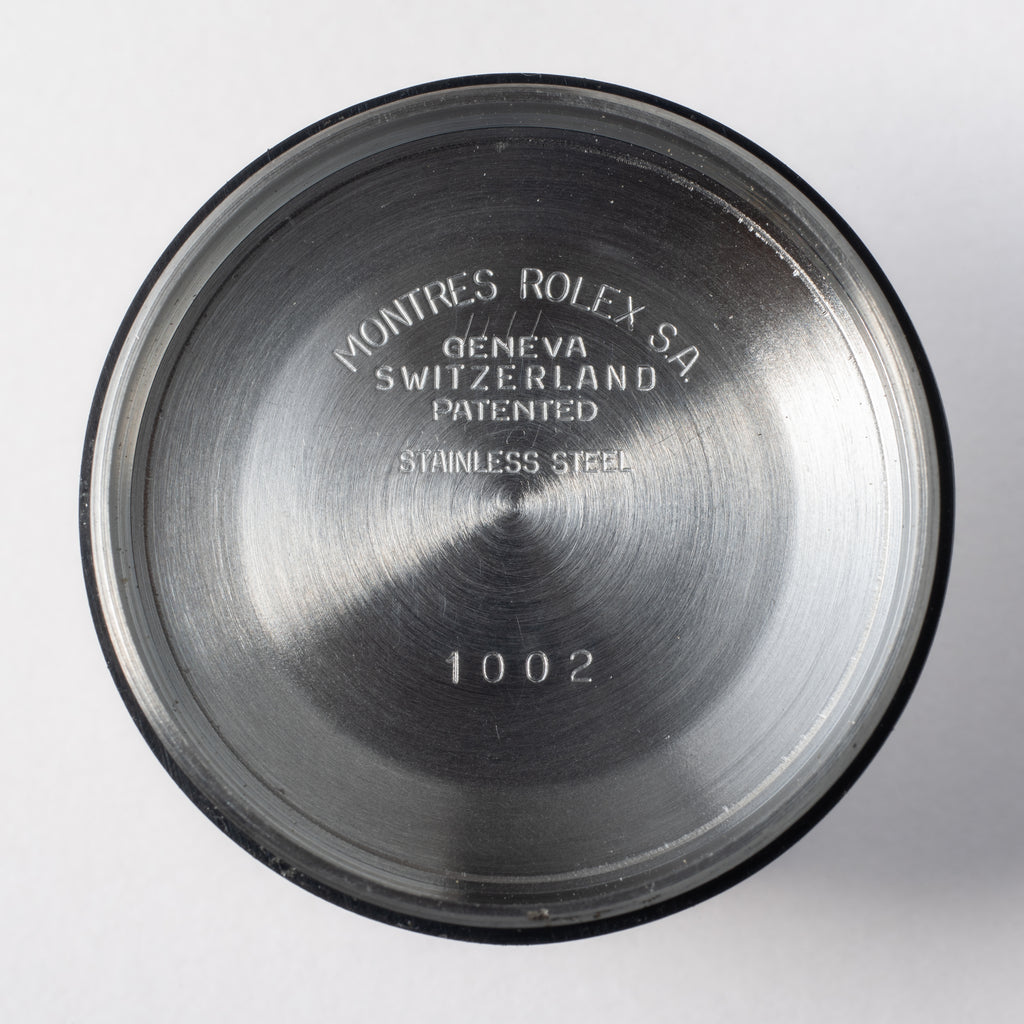 MONTRES ROLEX S.A.
GENEVA
SWITZERLAND
PATENTED
STAINLESS STEEL
1002